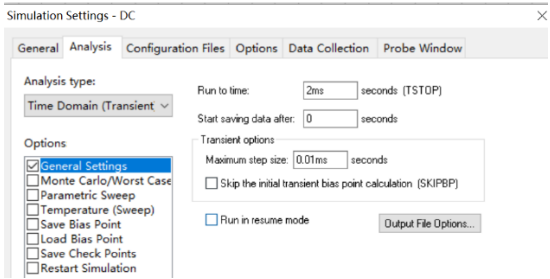 Simulation Settings - DC
General Analysis Configuration Files Options Data Collection Probe Window
Analysis type:
Time Domain (Transient
Options
General Settings
Monte Carlo/Worst Case
Parametric Sweep
Temperature (Sweep)
Save Bias Point
Load Bias Point
Save Check Points
Restart Simulation
Run to time: 2ms seconds (TSTOP)
Start saving data after: 0 seconds
Transient options
Maximum step size: 0.01ms seconds
Skip the initial transient bias point calculation (SKIPBP)
Run in resume mode Output File Options...